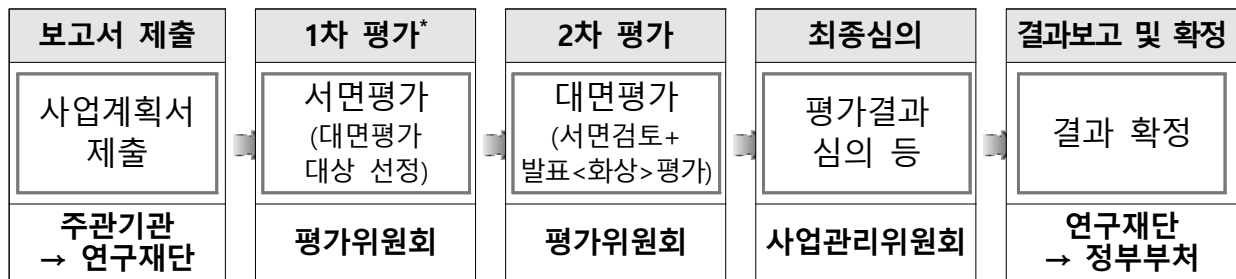 보고서 제출
사업계획서
제출
주관기관
→ 연구재단
1차 평가*
서면평가
(대면평가
대상 선정)
평가위원회
2차 평가
대면평가
(서면검토+
발표<화상>평가)
평가위원회
최종심의
평가결과
심의 등
사업관리위원회
결과보고 및 확정
결과 확정
연구재단
→ 정부부처